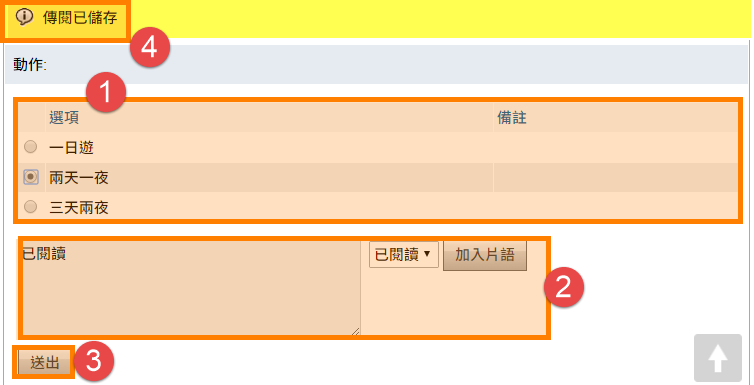 傳閱已儲存
4
動作:
1
選項 備註
一日遊
兩天一夜
三天兩夜
已閱讀 已閱讀 加入片語
2
送出
3